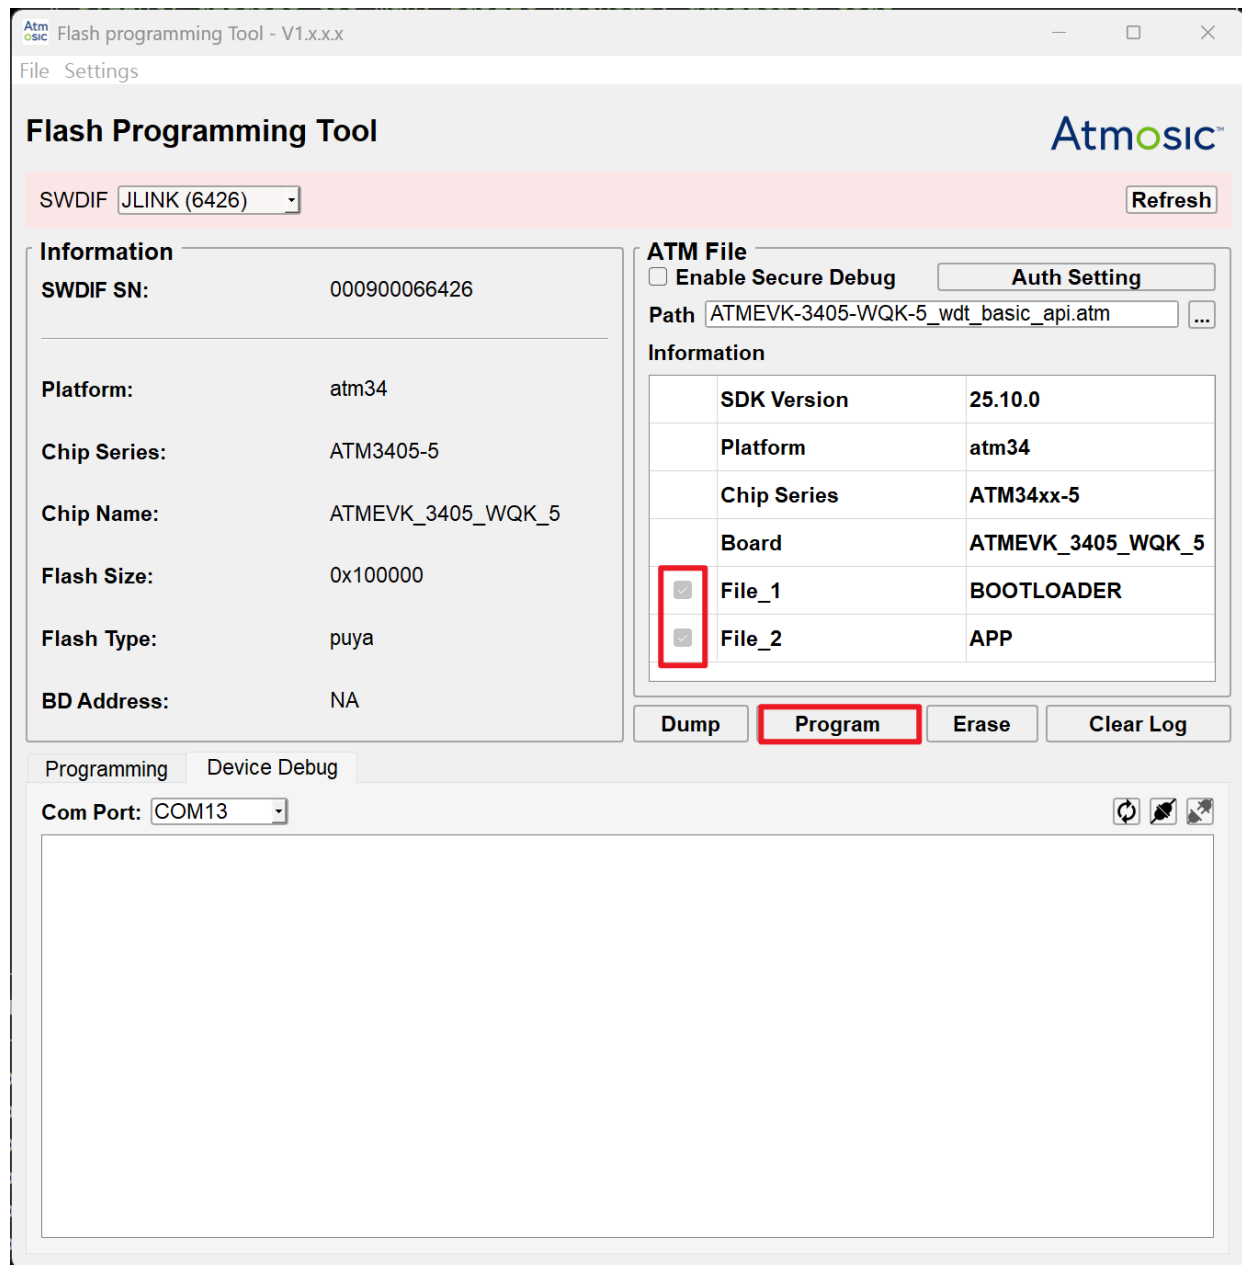 Atmosic Flash programming Tool - V1.x.x.x
File Settings
Flash Programming Tool
Atmosic™
SWDIF JLINK (6426) Refresh
Information
SWDIF SN: 000900066426
Platform: atm34
Chip Series: ATM3405-5
Chip Name: ATMEVK_3405_WQK_5
Flash Size: 0x100000
Flash Type: puya
BD Address: NA
ATM File
Enable Secure Debug Auth Setting
Path ATMEVK-3405-WQK-5_wdt_basic_api.atm ...
Information
SDK Version 25.10.0
Platform atm34
Chip Series ATM34xx-5
Board ATMEVK_3405_WQK_5
File_1 BOOTLOADER
File_2 APP
Dump Program Erase Clear Log
Programming Device Debug
Com Port: COM13